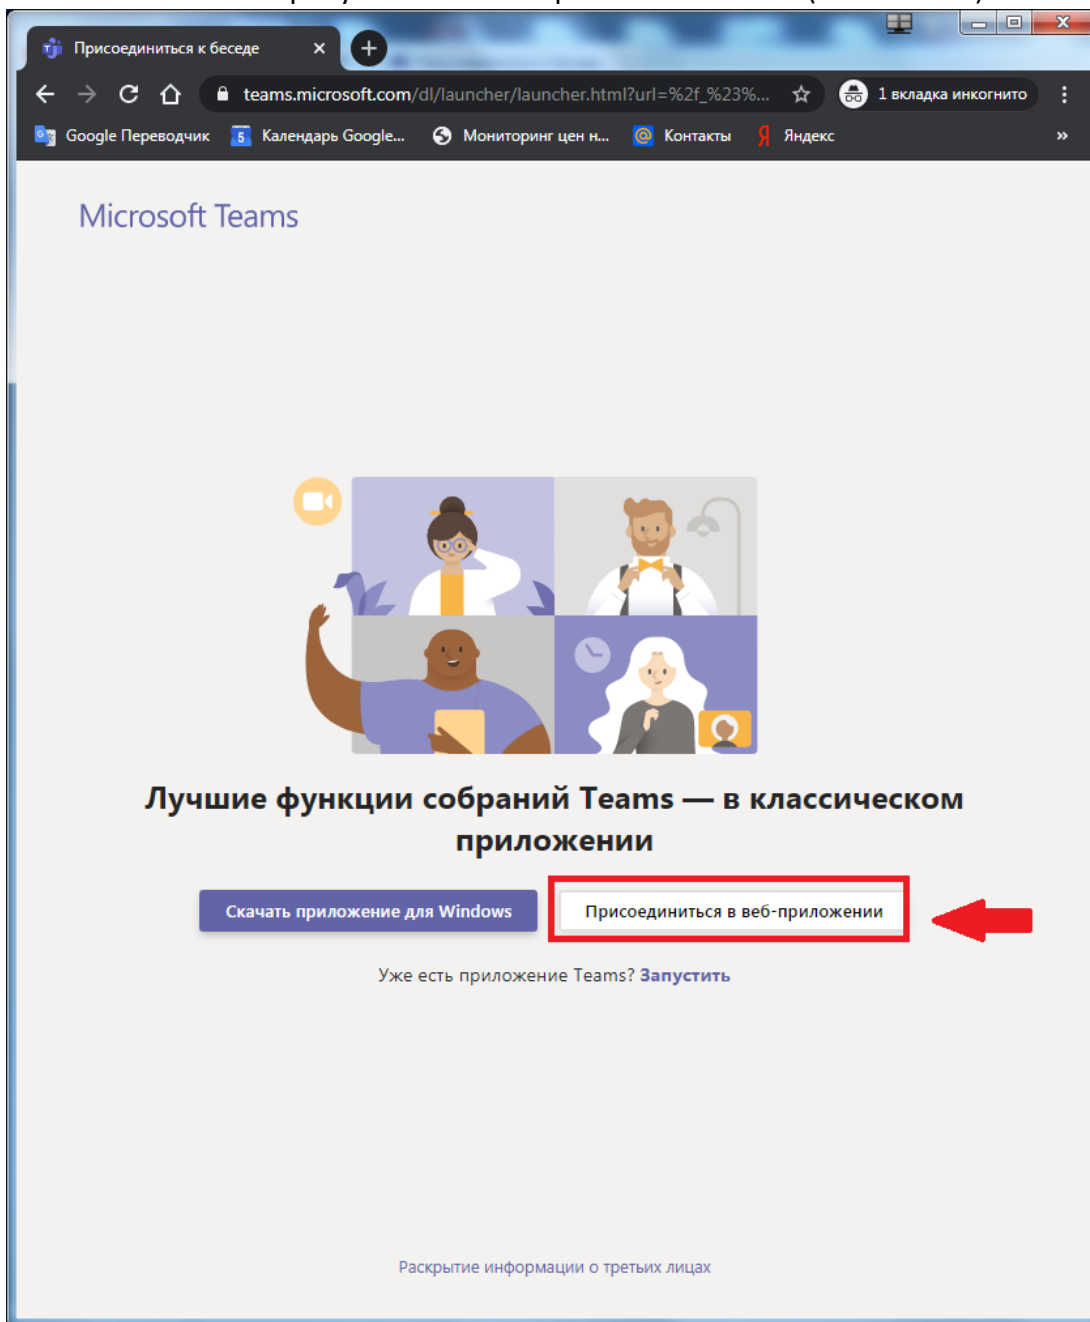 Присоединиться к беседе
teams.microsoft.com/dl/launcher/launcher.html?url=%2f_%23%...
1 вкладка инкогнито
Google Переводчик
5 Календарь Google...
Мониторинг цен н...
@ Контакты
Я Яндекс
»
Microsoft Teams
Лучшие функции собраний Teams — в классическом
приложении
Скачать приложение для Windows
Присоединиться в веб-приложении
Уже есть приложение Teams? Запустить
Раскрытие информации о третьих лицах